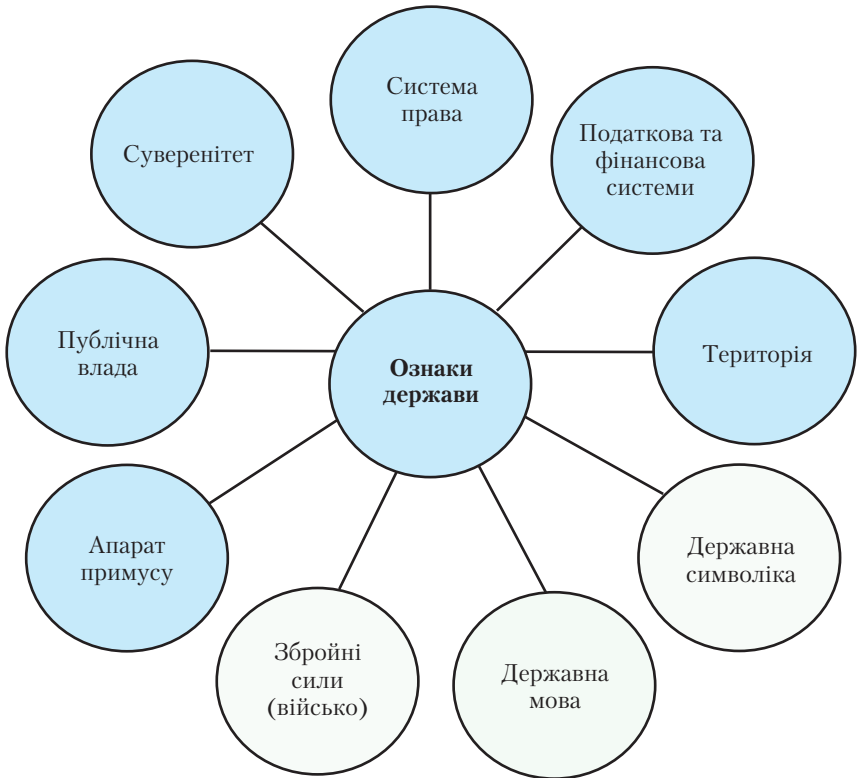 Система
права
Суверенітет
Податкова та
фінансова
системи
Публічна
влада
Ознаки
держави
Територія
Апарат
примусу
Державна
символіка
Збройні
сили
(військо)
Державна
мова